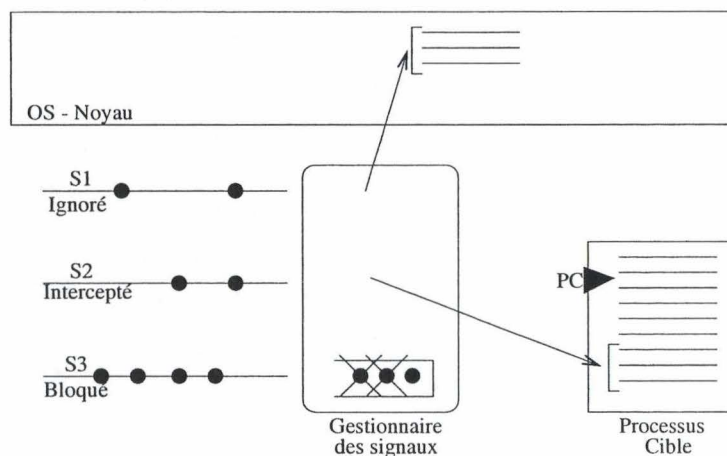 OS - Noyau
S1
Ignoré
S2
Intercepté
S3
Bloqué
PC
Gestionnaire
des signaux
Processus
Cible